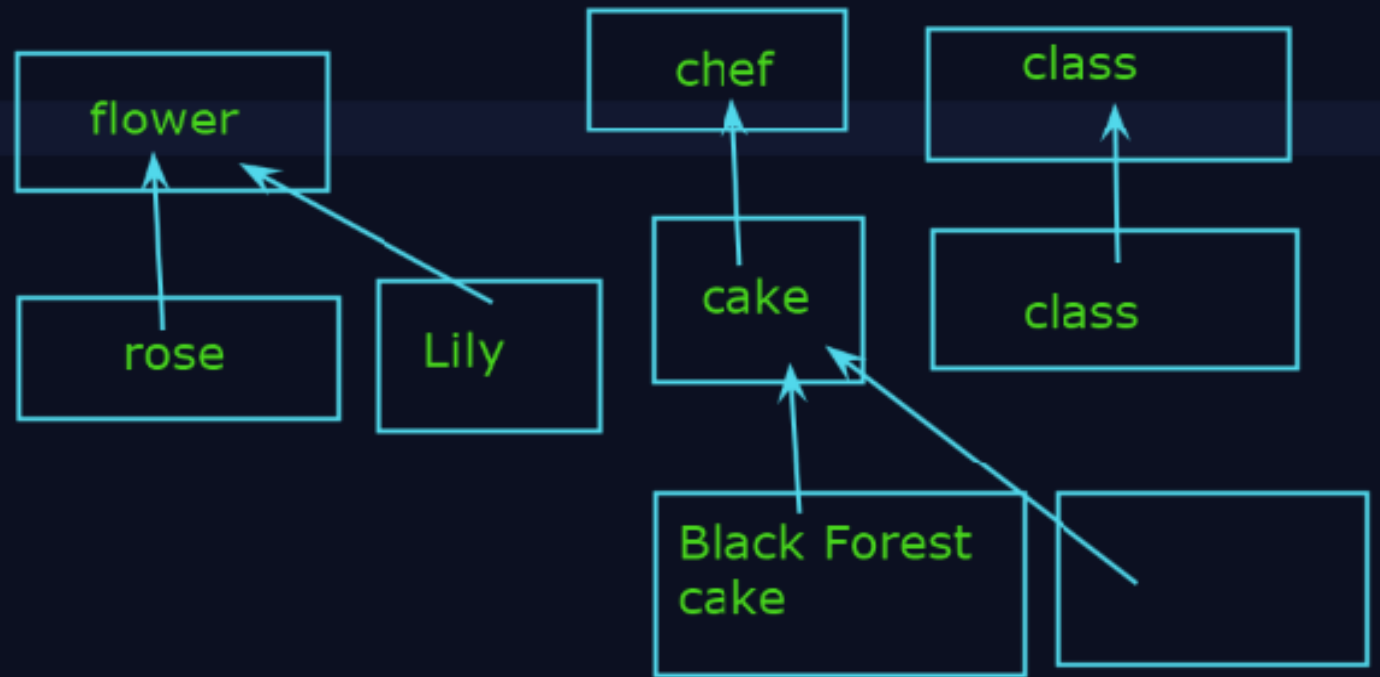 flower
chef
class
rose
Lily
cake
class
Black Forest
cake